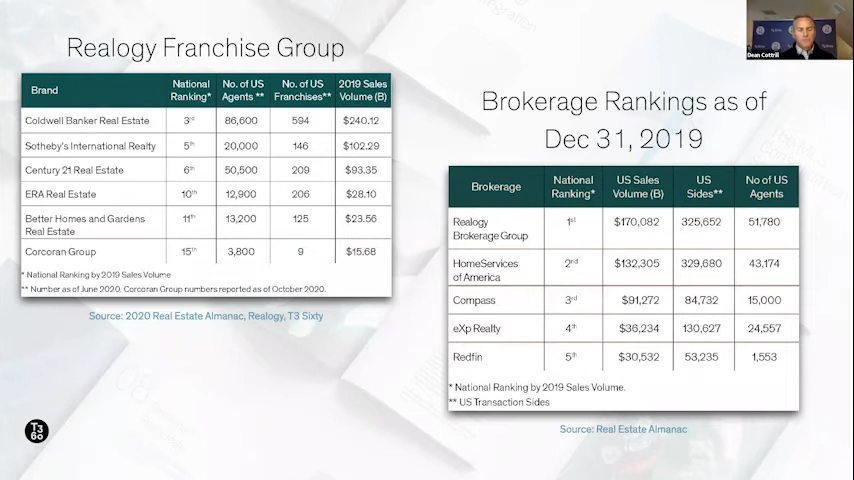 Realogy Franchise Group
Brand
National Ranking*
No. of US Agents **
No. of US Franchises**
2019 Sales Volume (B)
Coldwell Banker Real Estate 3rd 86,600 594 $240.12
Sotheby's International Realty 5th 20,000 146 $102.29
Century 21 Real Estate 6th 50,500 209 $93.35
ERA Real Estate 10th 12,900 206 $28.10
Better Homes and Gardens Real Estate 11th 13,200 125 $23.56
Corcoran Group 15th 3,800 9 $15.68
* National Ranking by 2019 Sales Volume
** Number as of June 2020. Corcoran Group numbers reported as of October 2020.
Source: 2020 Real Estate Almanac, Realogy, T3 Sixty
Dean Cottrill
Brokerage Rankings as of
Dec 31, 2019
Brokerage
National Ranking*
US Sales Volume (B)
US Sides**
No of US Agents
Realogy Brokerage Group 1st $170,082 325,652 51,780
HomeServices of America 2nd $132,305 329,680 43,174
Compass 3rd $91,272 84,732 15,000
eXp Realty 4th $36,234 130,627 24,557
Redfin 5th $30,532 53,235 1,553
* National Ranking by 2019 Sales Volume.
** US Transaction Sides
Source: Real Estate Almanac
T3
60